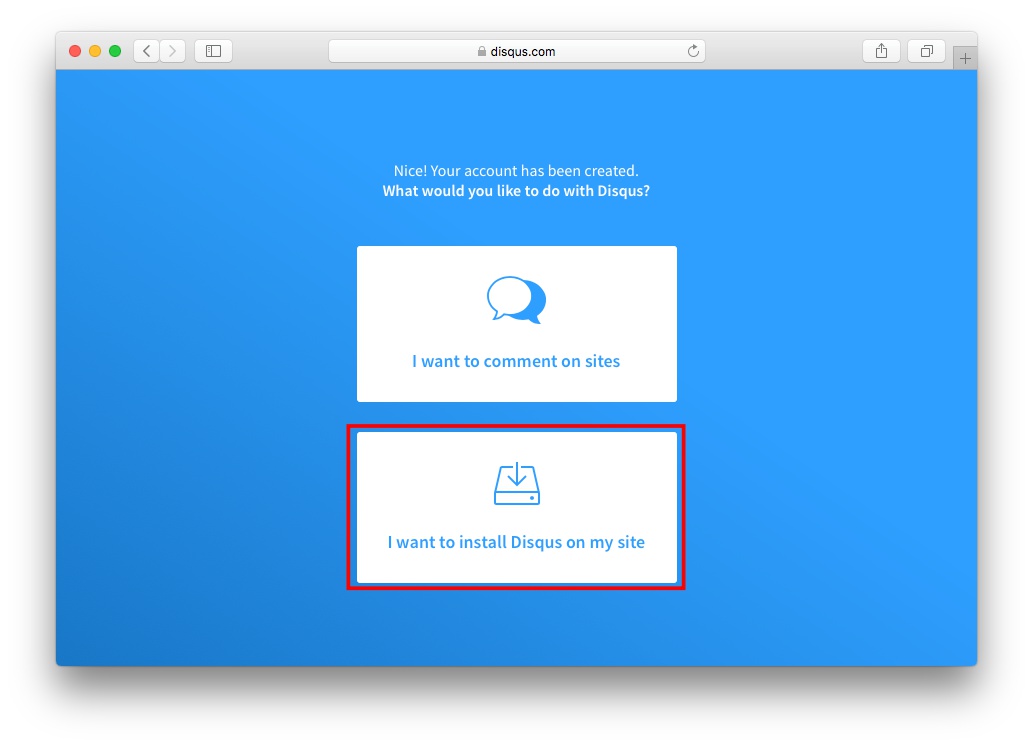 disqus.com
Nice! Your account has been created.
What would you like to do with Disqus?
I want to comment on sites
I want to install Disqus on my site